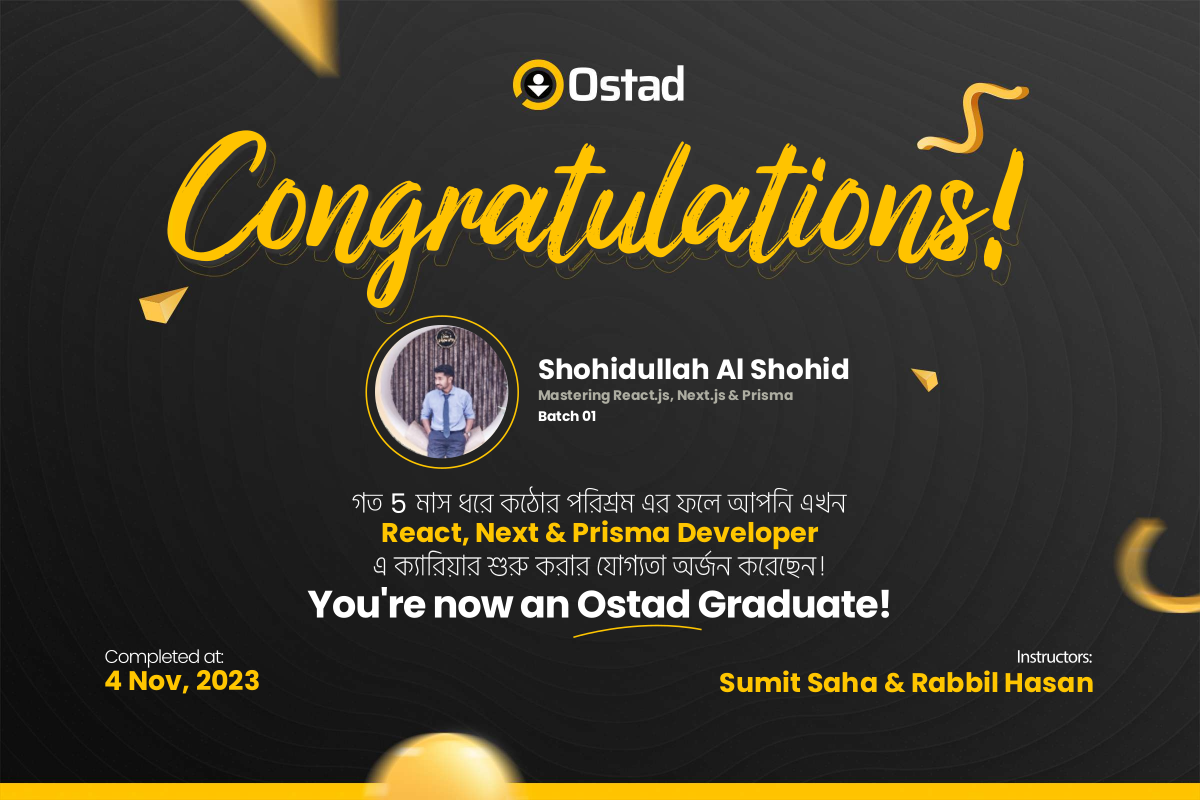 Ostad
Congratulations!
Shohidullah Al Shohid
Mastering React.js, Next.js & Prisma
Batch 01
গত 5 মাস ধরে কঠোর পরিশ্রম এর ফলে আপনি এখন
React, Next & Prisma Developer
এ ক্যারিয়ার শুরু করার যোগ্যতা অর্জন করেছেন!
You're now an Ostad Graduate!
Completed at:
4 Nov, 2023
Instructors:
Sumit Saha & Rabbil Hasan